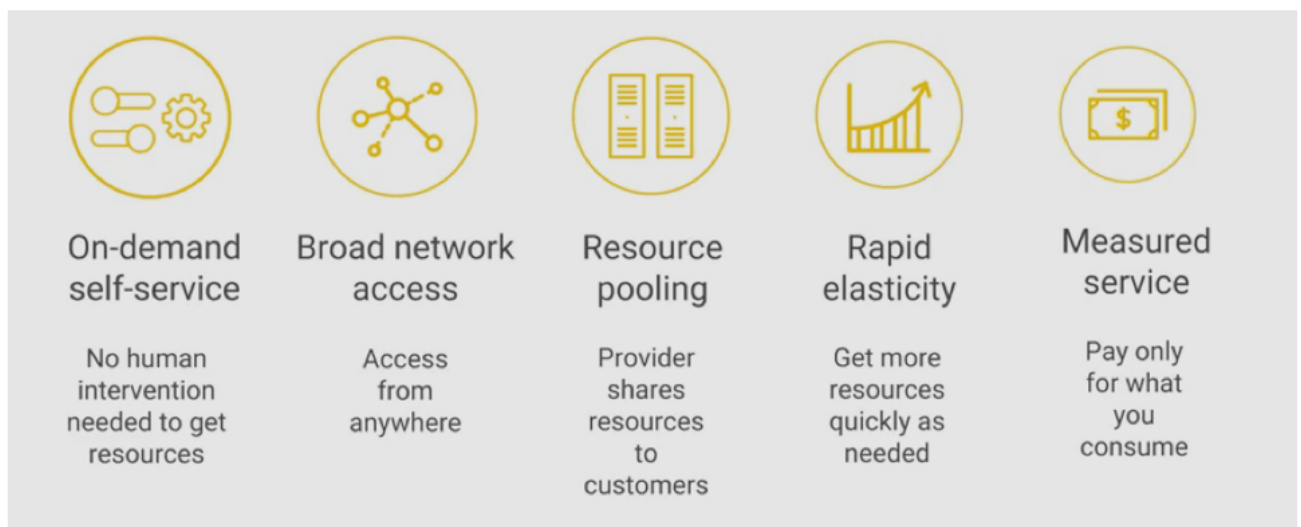 $
On-demand
self-service
No human
intervention
needed to get
resources
Broad network
access
Access
from
anywhere
Resource
pooling
Provider
shares
resources
to
customers
Rapid
elasticity
Get more
resources
quickly as
needed
Measured
service
Pay only
for what
you
consume